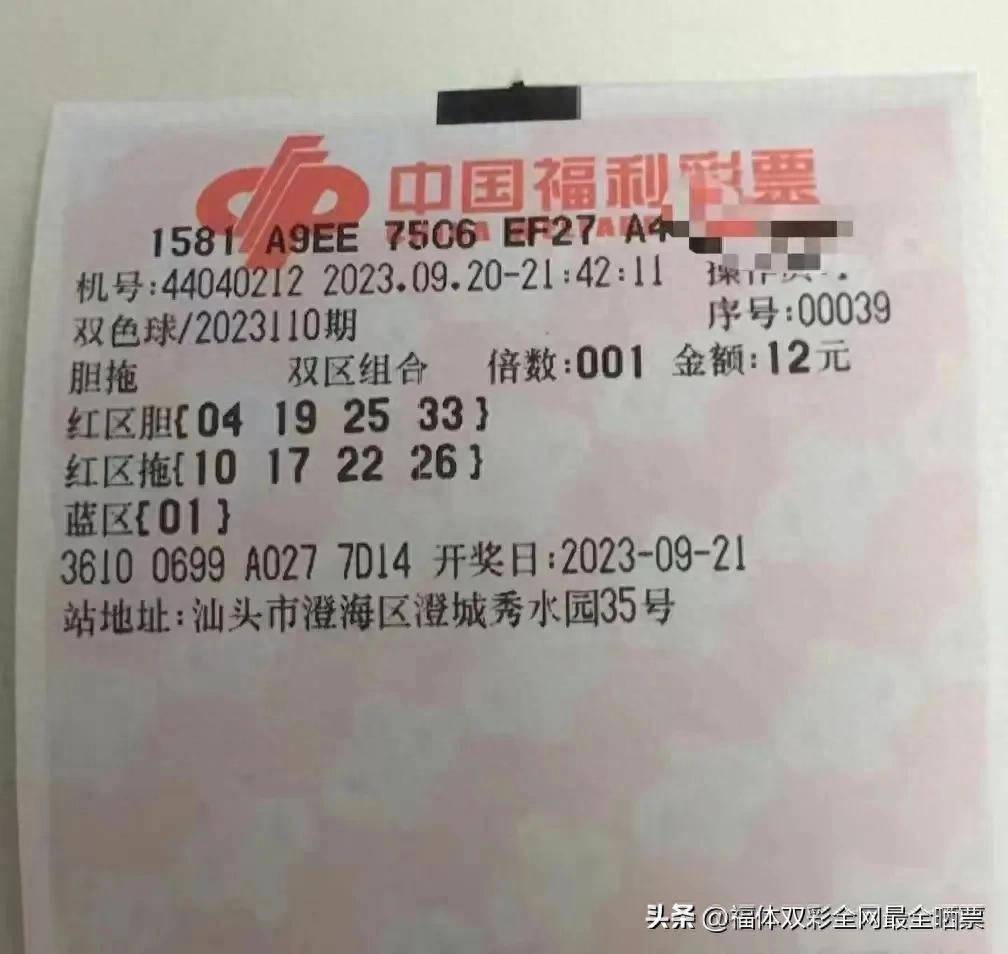 中国福利彩票
1581 A9EE 75C6 EF27 A4
机号:44040212 2023.09.20-21:42:11
双色球/2023110期 序号:00039
胆拖 双区组合 倍数:001 金额:12元
红区胆{04 19 25 33}
红区拖{10 17 22 26}
蓝区{01}
3610 0699 A027 7D14 开奖日:2023-09-21
站地址:汕头市澄海区澄城秀水园35号
头条 @福体双彩全网最全晒票